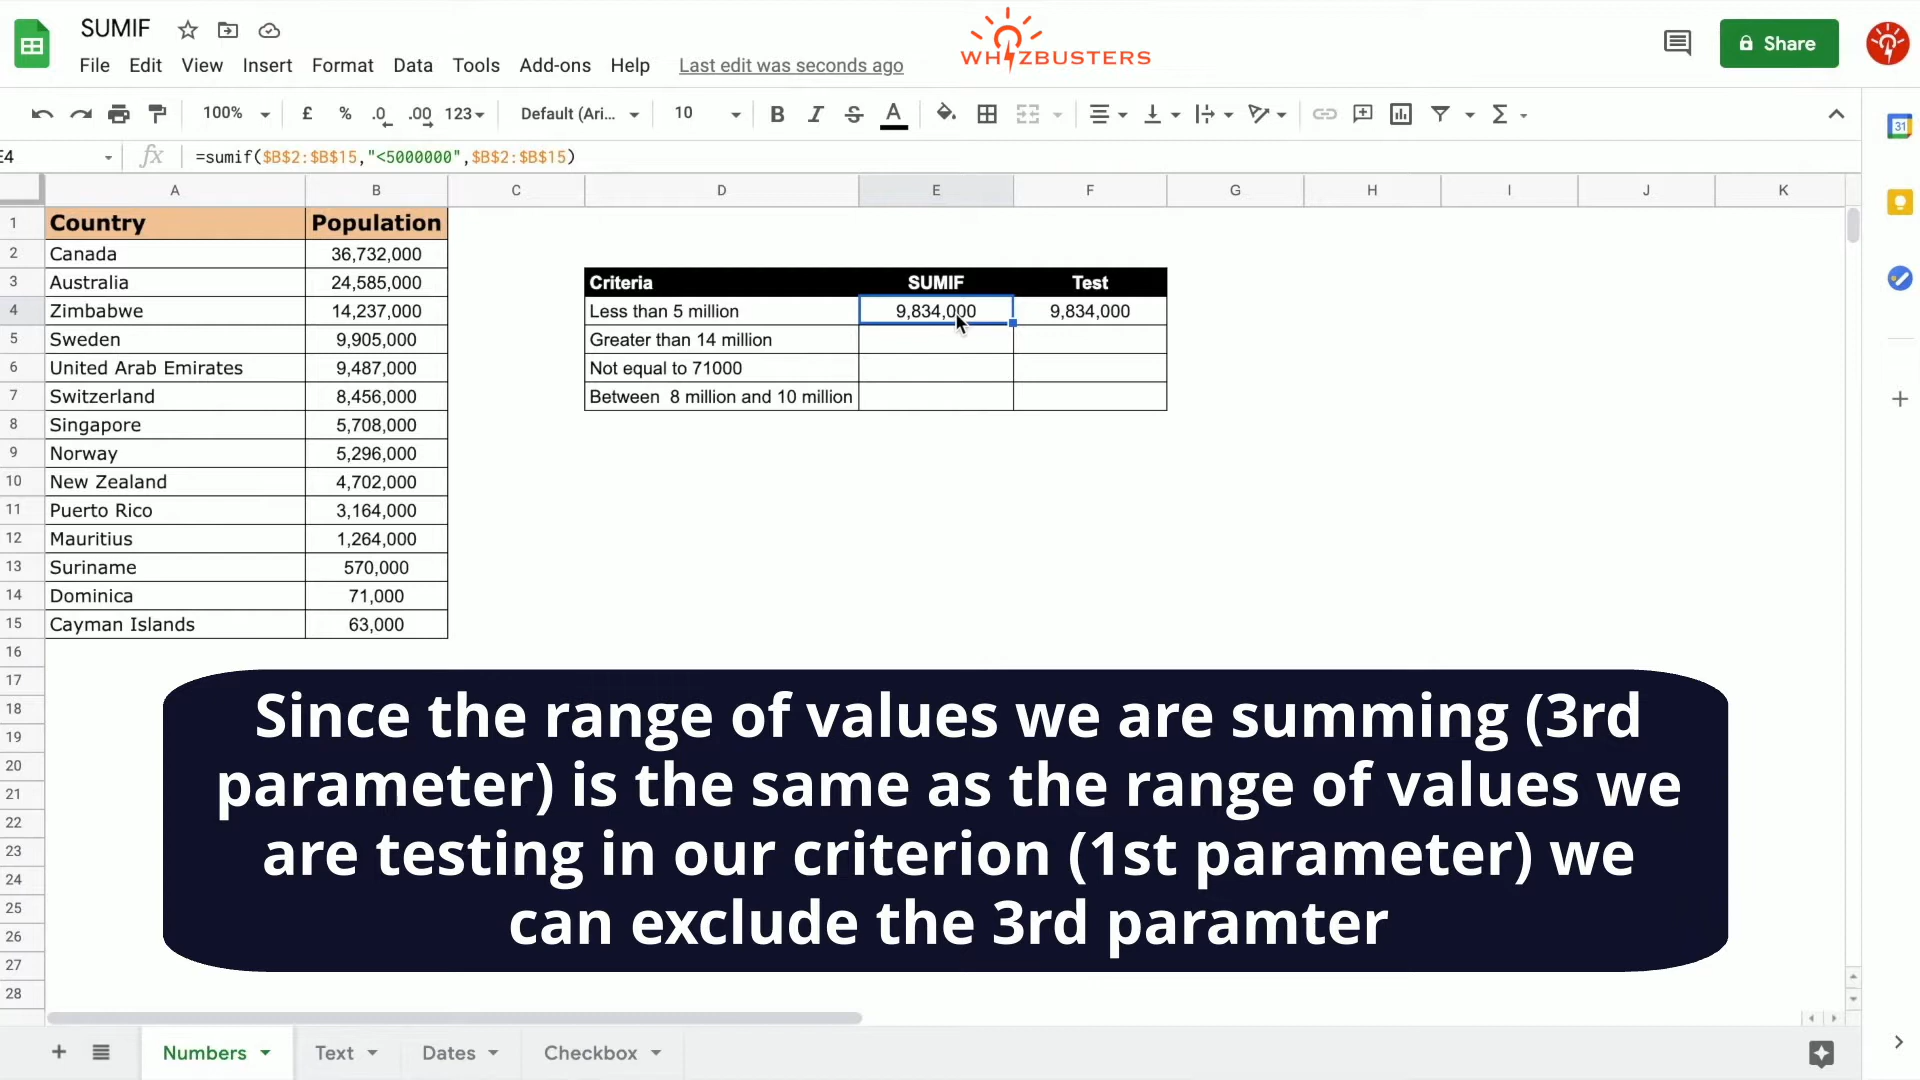 SUMIF
WHIZBUSTERS
File Edit View Insert Format Data Tools Add-ons Help Last edit was seconds ago
Share
100% £ % .0 .00 123 Default (Ari... 10 B I S A
E4 fx =sumif($B$2:$B$15,"<5000000",$B$2:$B$15)
A B C D E F G H I J K
1 Country Population
2 Canada 36,732,000
3 Australia 24,585,000 Criteria SUMIF Test
4 Zimbabwe 14,237,000 Less than 5 million 9,834,000 9,834,000
5 Sweden 9,905,000 Greater than 14 million
6 United Arab Emirates 9,487,000 Not equal to 71000
7 Switzerland 8,456,000 Between  8 million and 10 million
8 Singapore 5,708,000
9 Norway 5,296,000
10 New Zealand 4,702,000
11 Puerto Rico 3,164,000
12 Mauritius 1,264,000
13 Suriname 570,000
14 Dominica 71,000
15 Cayman Islands 63,000
16
17
18
19
20
21
22
23
24
25
26
27
28
Since the range of values we are summing (3rd
parameter) is the same as the range of values we
are testing in our criterion (1st parameter) we
can exclude the 3rd paramter
Numbers Text Dates Checkbox
31